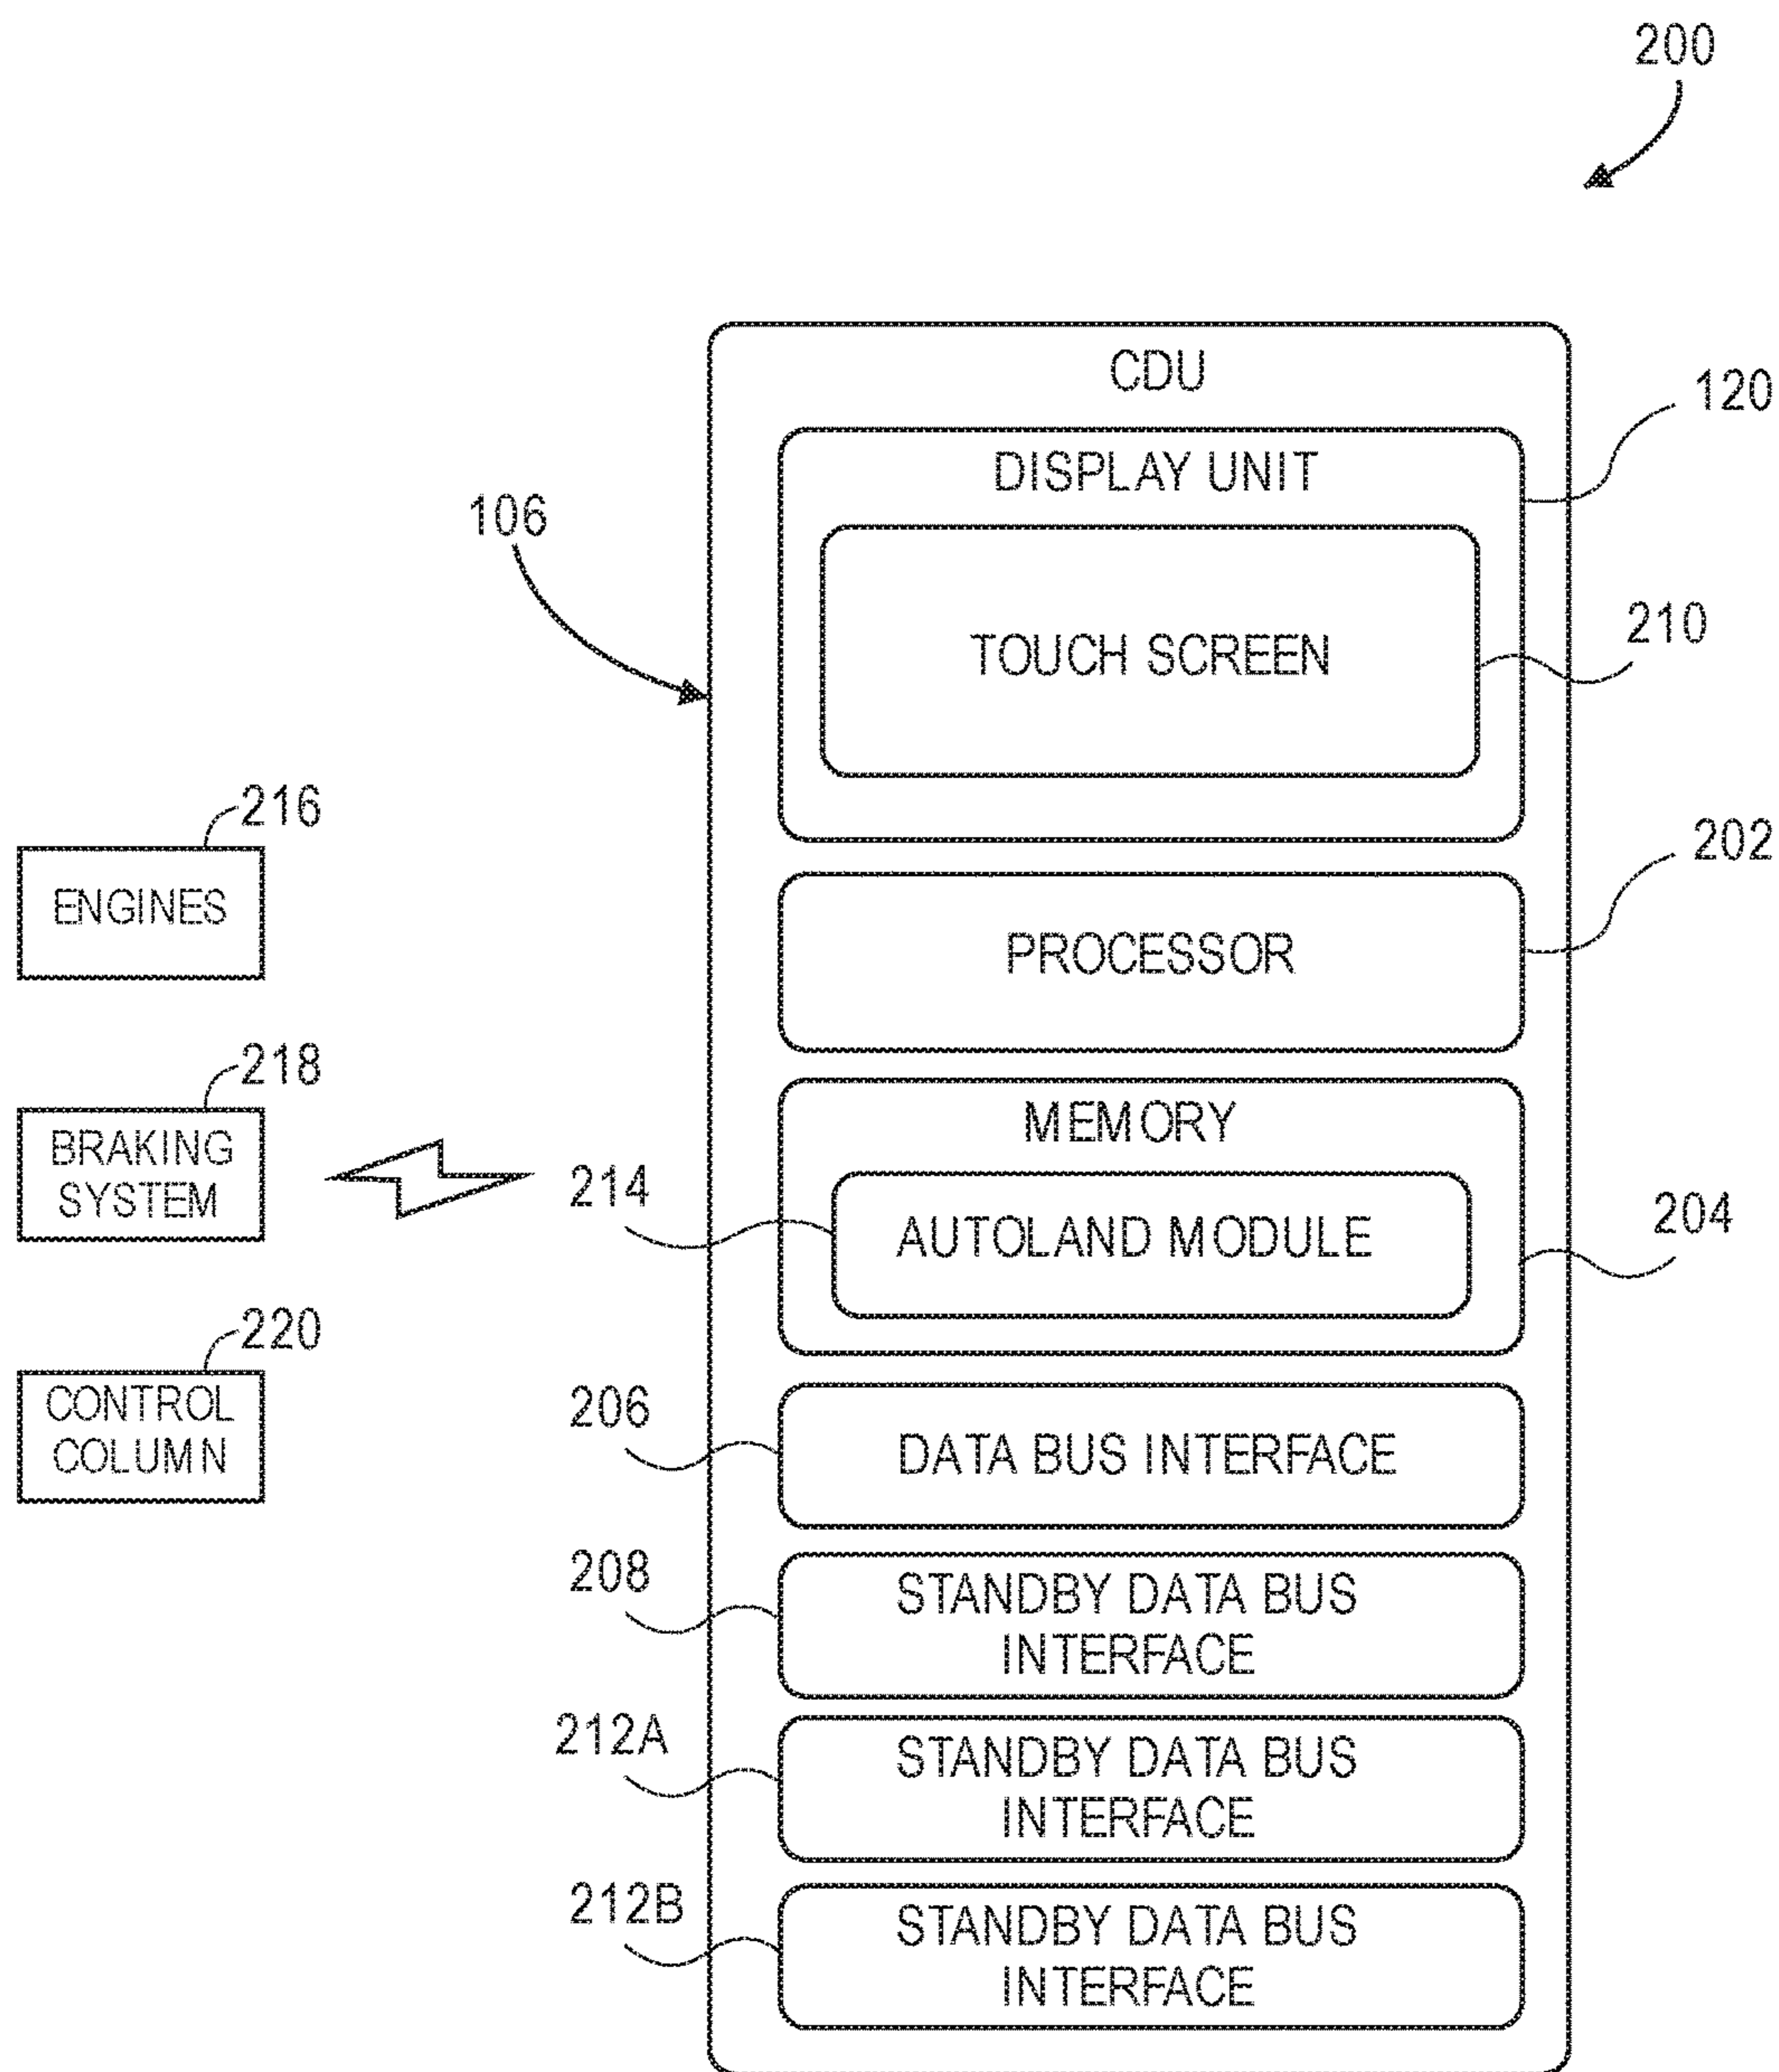 200
CDU
120
DISPLAY UNIT
106
210
TOUCH SCREEN
216
ENGINES
202
PROCESSOR
218
BRAKING
SYSTEM
MEMORY
214
204
AUTOLAND MODULE
220
CONTROL
COLUMN
206
DATA BUS INTERFACE
208
STANDBY DATA BUS
INTERFACE
212A
STANDBY DATA BUS
INTERFACE
212B
STANDBY DATA BUS
INTERFACE